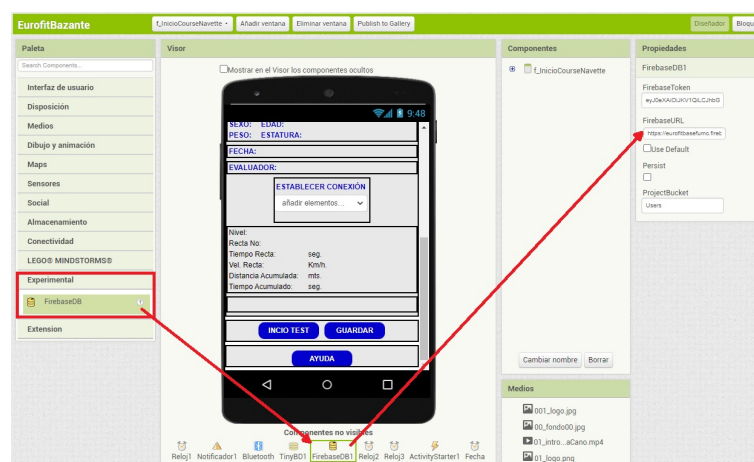 EurofitBazante
f_InicioCourseNavette
Añadir ventana
Eliminar ventana
Publish to Gallery
Diseñador
Bloqu
Paleta
Visor
Componentes
Propiedades
Search Components...
Mostrar en el Visor los componentes ocultos
f_InicioCourseNavette
FirebaseDB1
Interfaz de usuario
Disposición
Medios
Dibujo y animación
Maps
Sensores
Social
Almacenamiento
Conectividad
LEGO® MINDSTORMS®
Experimental
FirebaseDB
Extension
9:48
SEXO: EDAD:
PESO: ESTATURA:
FECHA:
EVALUADOR:
ESTABLECER CONEXIÓN
añadir elementos...
Nivel:
Recta No:
Tiempo Recta: seg.
Vel. Recta: Km/h.
Distancia Acumulada: mts.
Tiempo Acumulado: seg.
INCIO TEST
GUARDAR
AYUDA
Componentes no visibles
Reloj1 Notificador1 Bluetooth TinyBD1 FirebaseDB1 Reloj2 Reloj3 ActivityStarter1 Fecha
Cambiar nombre
Borrar
Medios
001_logo.jpg
00_fondo00.jpg
01_intro...aCano.mp4
01_logo.png
FirebaseToken
FirebaseURL
https://eurofitbasefumc.fireb
Use Default
Persist
ProjectBucket
Users